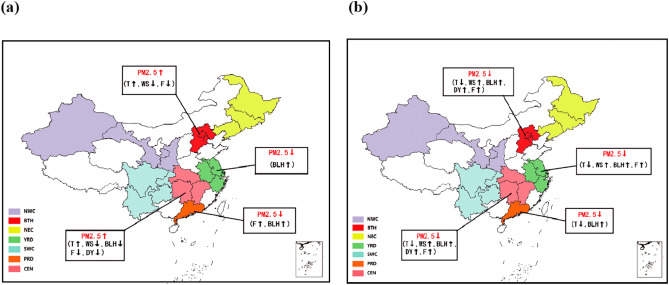 (a)
PM2.5↑
(T↑, WS↓, F↓)
PM2.5↓
(BLH↑)
PM2.5↓
(F↑, BLH↑)
PM2.5↑
(T↑, WS↓, BLH↓
F↓, DY↓)
NWC
BTH
NEC
YRD
SWC
PRD
CEN
(b)
PM2.5↓
(T↓, WS↑, BLH↑,
DY↑, F↑)
PM2.5↓
(T↓, WS↑, BLH↑, F↑)
PM2.5↓
(T↓, BLH↑)
PM2.5↓
(T↓, WS↑, BLH↑,
DY↑, F↑)
NWC
BTH
NEC
YRD
SWC
PRD
CEN